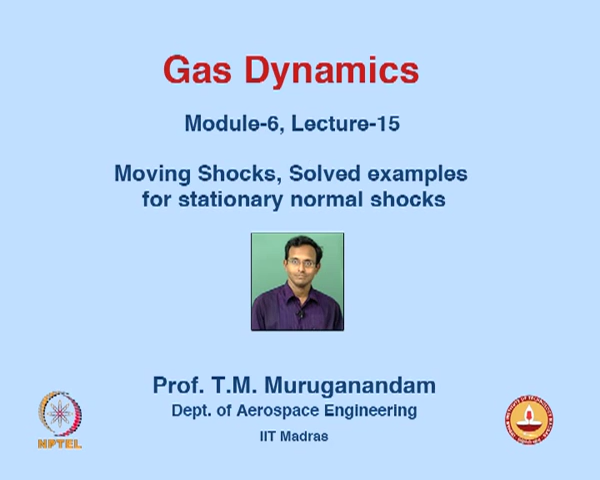 Gas Dynamics
Module-6, Lecture-15
Moving Shocks, Solved examples
for stationary normal shocks
Prof. T.M. Muruganandam
Dept. of Aerospace Engineering
IIT Madras
NPTEL